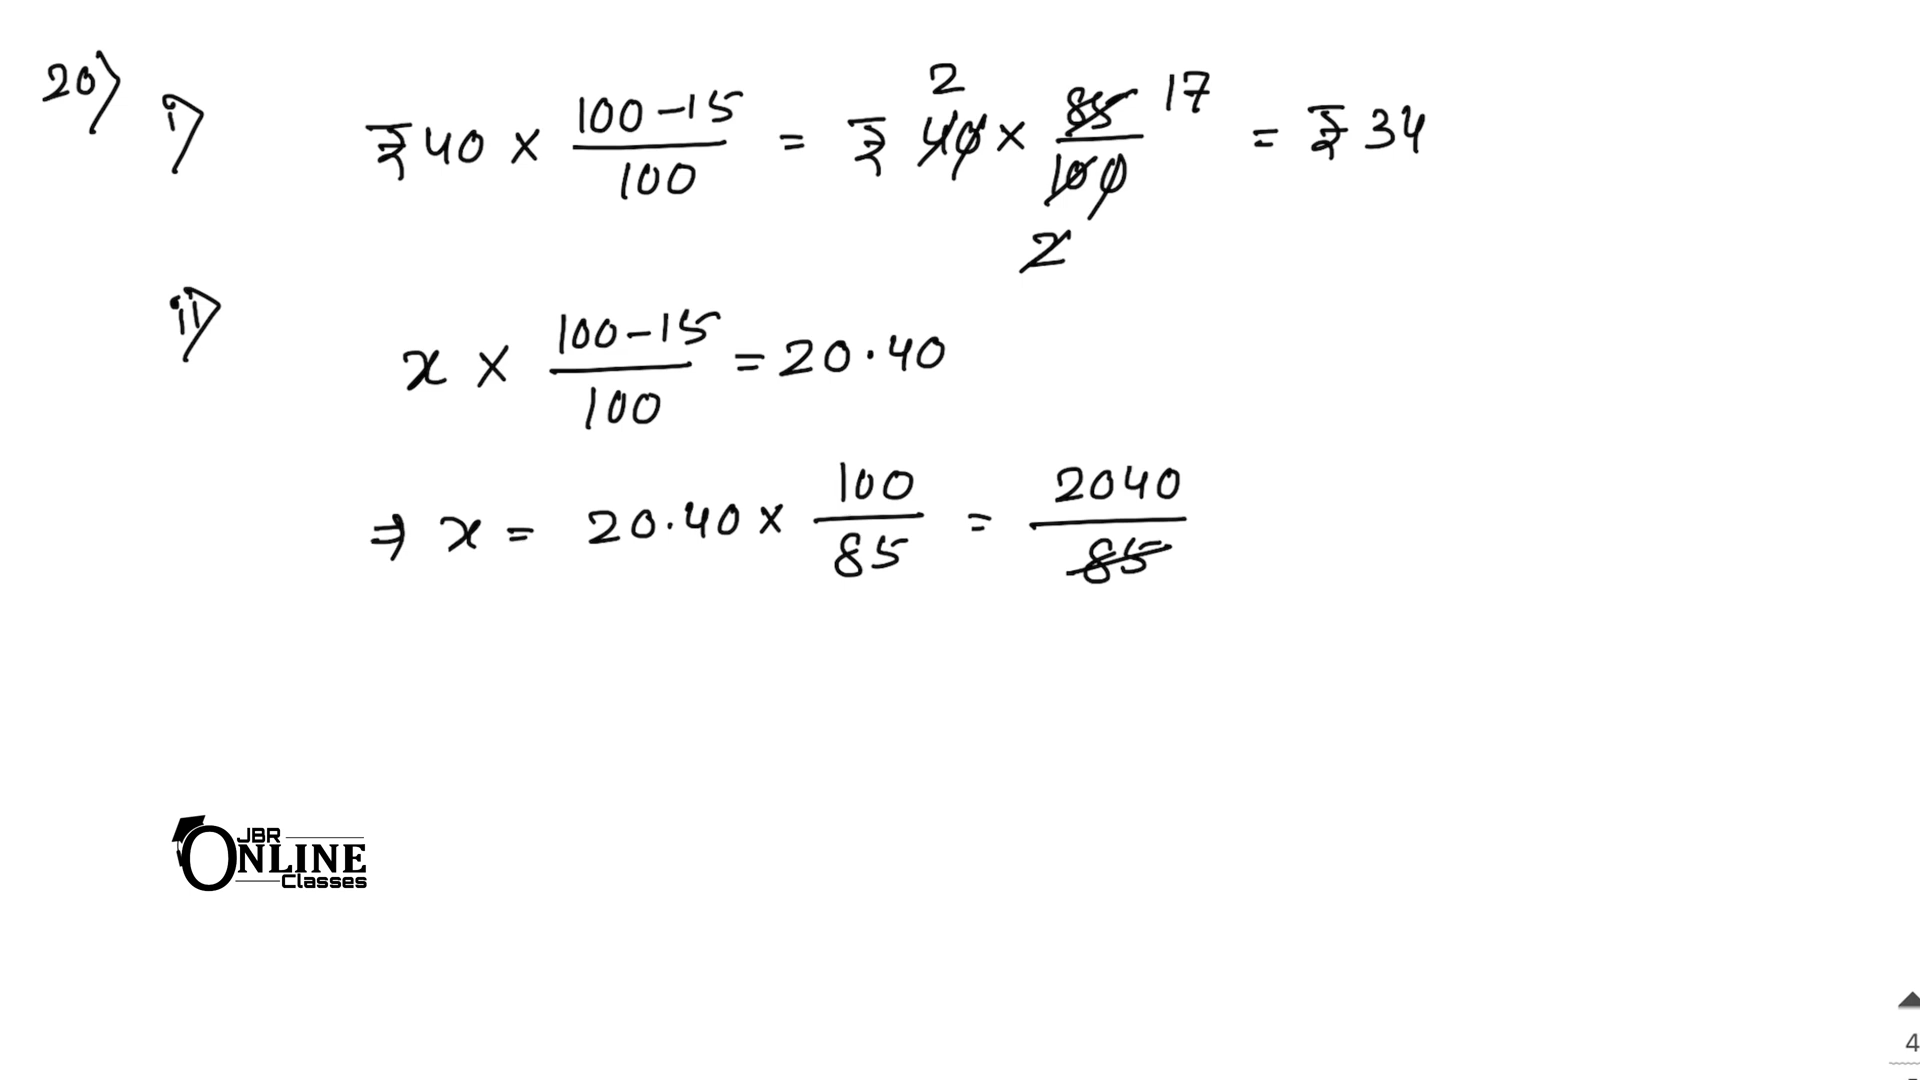 20) i) ₹40 × (100-15)/100 = ₹ 40 × 85/100 = ₹34
2 17
2
ii) x × (100-15)/100 = 20.40
⇒ x = 20.40 × 100/85 = 2040/85
JBR
ONLINE
Classes
4